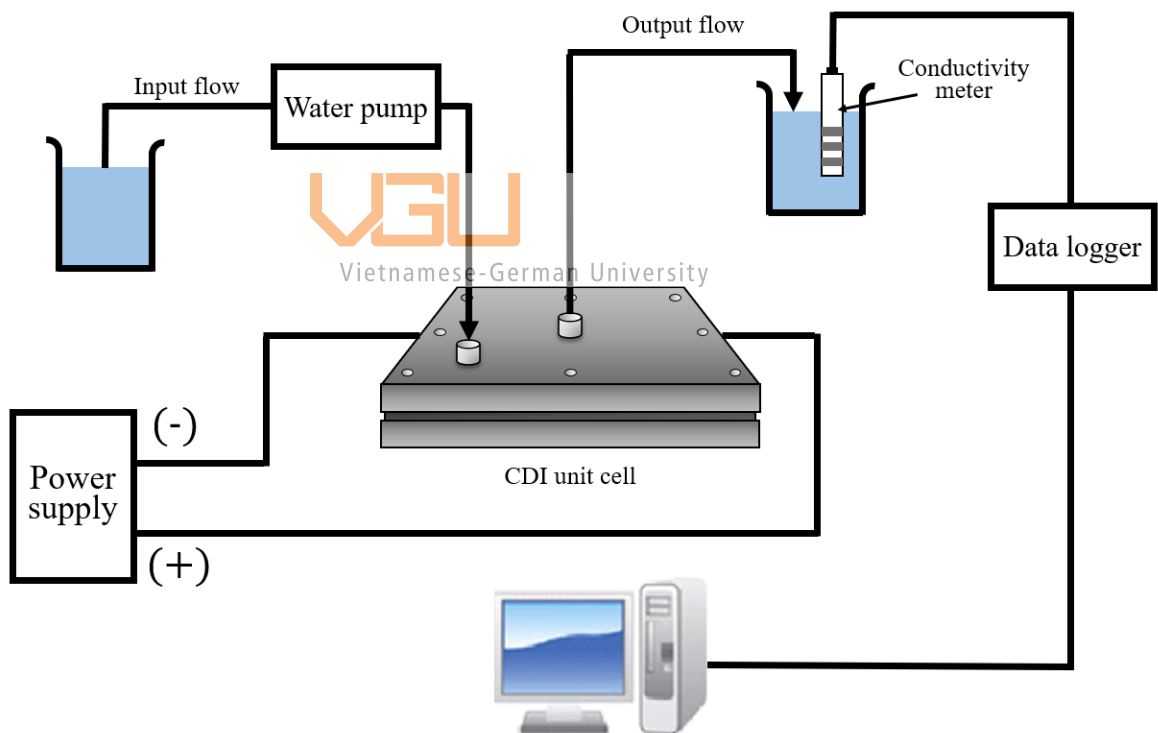 Output flow
Conductivity
meter
Input flow
Water pump
VGU
Vietnamese-German University
Data logger
(-)
CDI unit cell
Power
supply
(+)